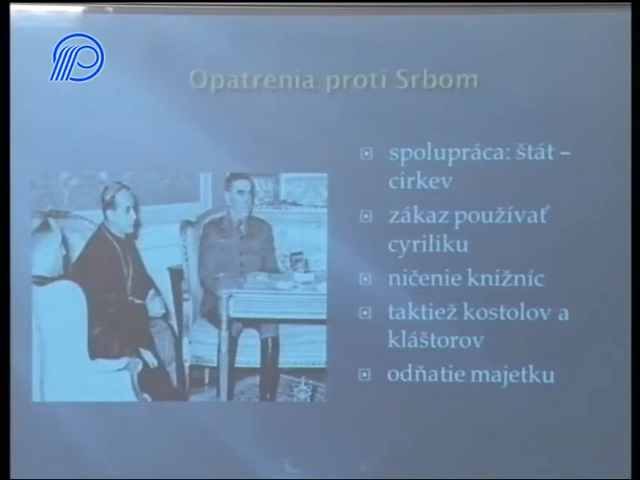 Opatrenia proti Srbom
spolupráca: štát –
cirkev
zákaz používať
cyriliku
ničenie knižníc
taktiež kostolov a
kláštorov
odňatie majetku